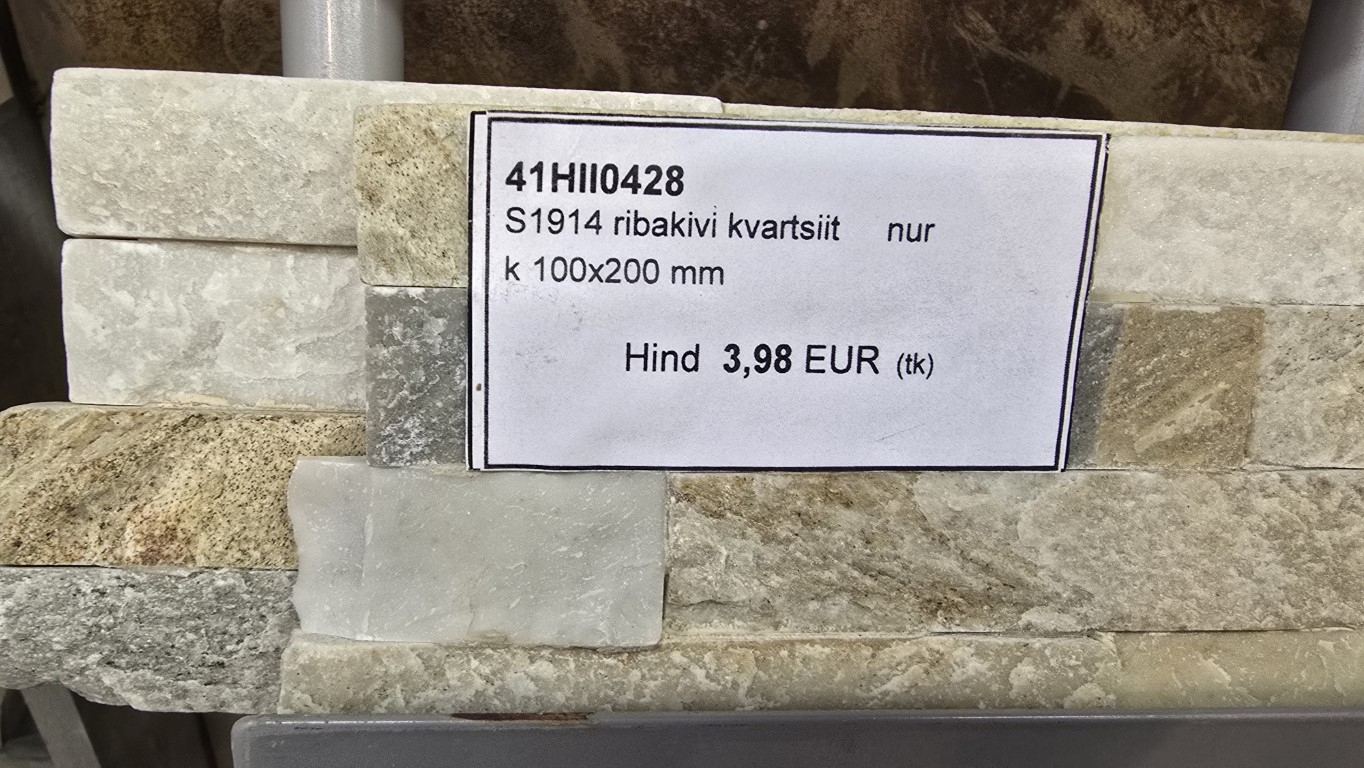 41HII0428
S1914 ribakivi kvartsiit nur
k 100x200 mm
Hind 3,98 EUR (tk)